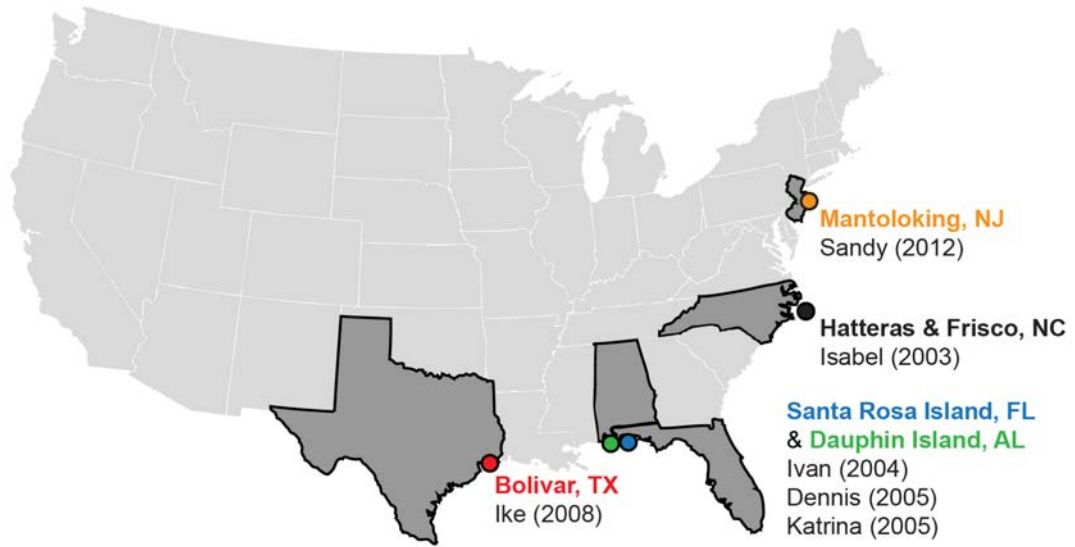 Mantoloking, NJ
Sandy (2012)
Hatteras & Frisco, NC
Isabel (2003)
Santa Rosa Island, FL
& Dauphin Island, AL
Ivan (2004)
Dennis (2005)
Katrina (2005)
Bolivar, TX
Ike (2008)